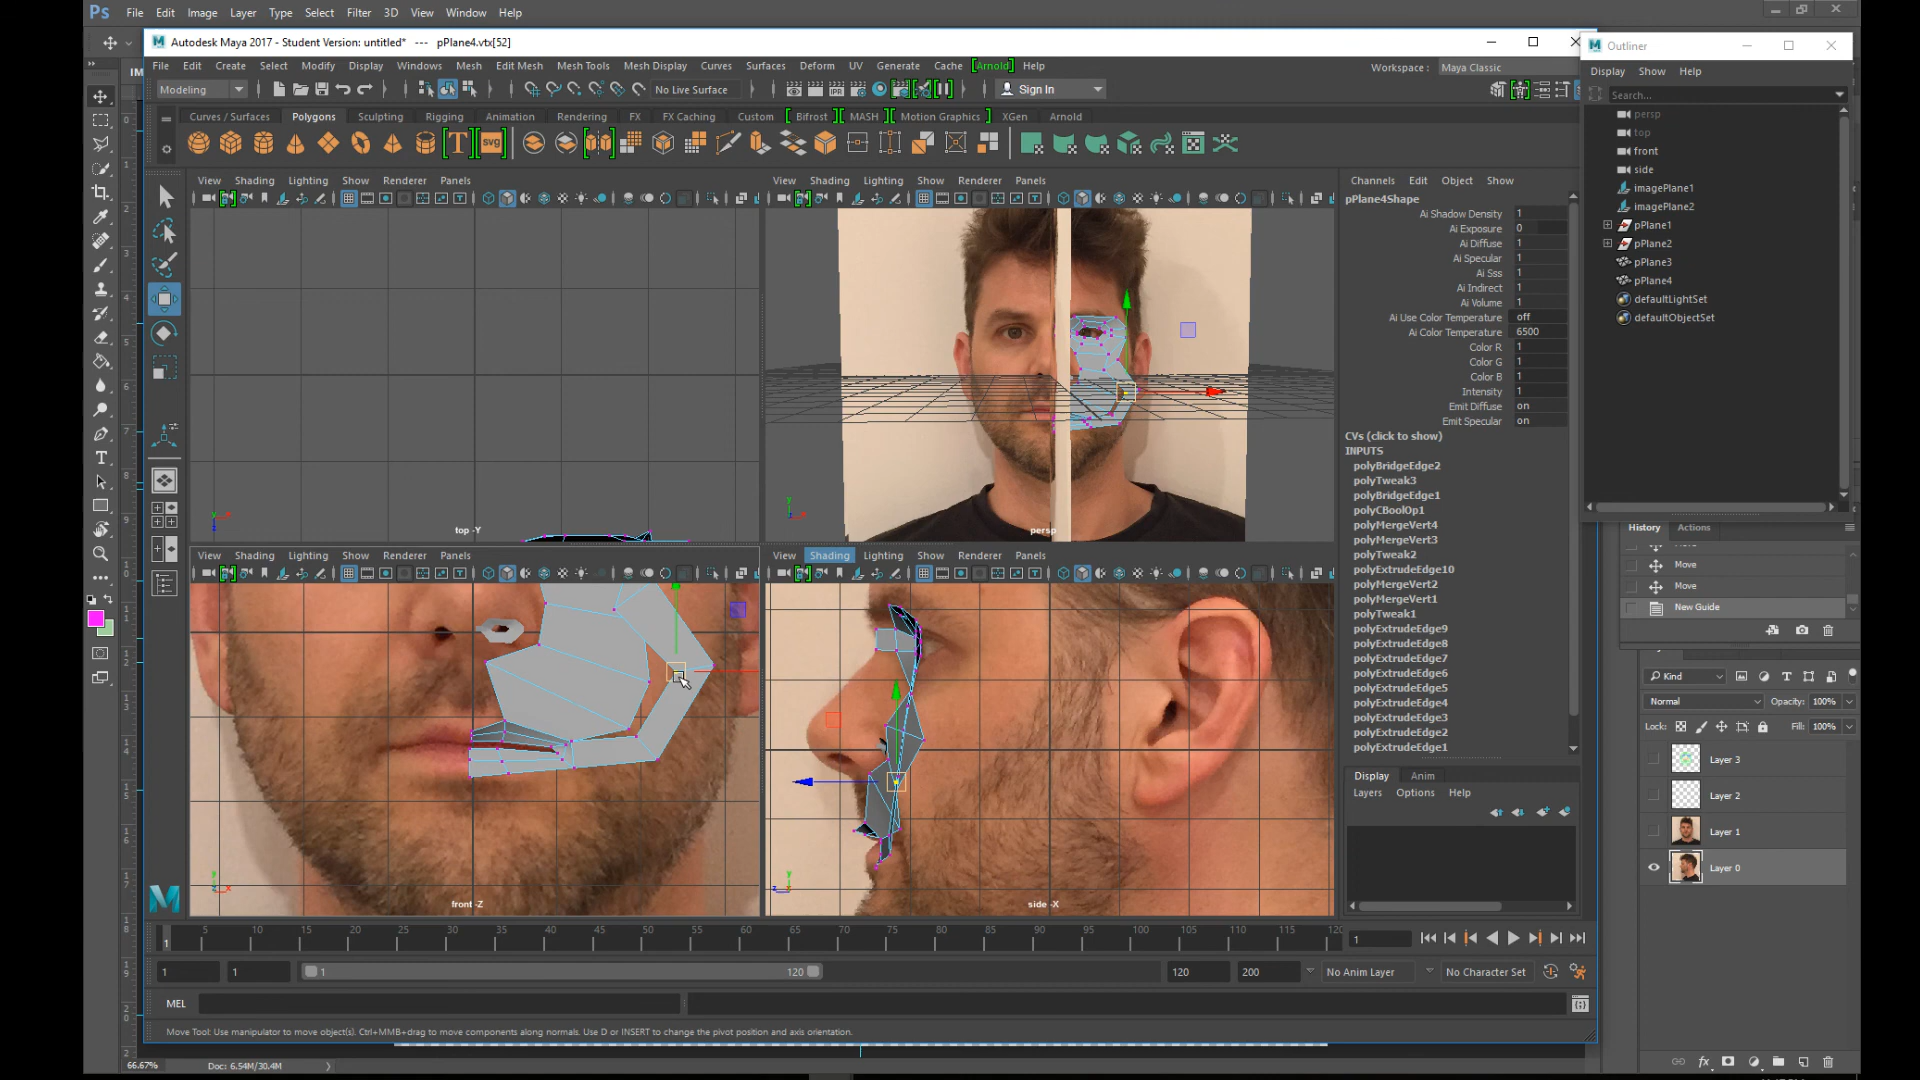 Ps File Edit Image Layer Type Select Filter 3D View Window Help
M Autodesk Maya 2017 - Student Version: untitled* --- pPlane4.vtx[52]
M Outliner
File Edit Create Select Modify Display Windows Mesh Edit Mesh Mesh Tools Mesh Display Curves Surfaces Deform UV Generate Cache [Arnold] Help
Workspace : Maya Classic
Display Show Help
Modeling
No Live Surface
Sign In
Search...
Curves / Surfaces Polygons Sculpting Rigging Animation Rendering FX FX Caching Custom [ Bifrost ] [ MASH ] [ Motion Graphics ] XGen Arnold
T SVG
persp
top
front
side
imagePlane1
imagePlane2
pPlane1
pPlane2
pPlane3
pPlane4
defaultLightSet
defaultObjectSet
View Shading Lighting Show Renderer Panels
View Shading Lighting Show Renderer Panels
Channels Edit Object Show
pPlane4Shape
Ai Shadow Density 1
Ai Exposure 0
Ai Diffuse 1
Ai Specular 1
Ai Sss 1
Ai Indirect 1
Ai Volume 1
Ai Use Color Temperature off
Ai Color Temperature 6500
Color R 1
Color G 1
Color B 1
Intensity 1
Emit Diffuse on
Emit Specular on
CVs (click to show)
INPUTS
polyBridgeEdge2
polyTweak3
polyBridgeEdge1
polyCBoolOp1
polyMergeVert4
polyMergeVert3
polyTweak2
polyExtrudeEdge10
polyMergeVert2
polyMergeVert1
polyTweak1
polyExtrudeEdge9
polyExtrudeEdge8
polyExtrudeEdge7
polyExtrudeEdge6
polyExtrudeEdge5
polyExtrudeEdge4
polyExtrudeEdge3
polyExtrudeEdge2
polyExtrudeEdge1
top -Y
persp
View Shading Lighting Show Renderer Panels
View Shading Lighting Show Renderer Panels
front -Z
side -X
Display Anim
Layers Options Help
History Actions
Move
Move
New Guide
Kind
Normal Opacity: 100%
Lock: Fill: 100%
Layer 3
Layer 2
Layer 1
Layer 0
1 5 10 15 20 25 30 35 40 45 50 55 60 65 70 75 80 85 90 95 100 105 110 115 120
1
1 1 1 120 120 200 No Anim Layer No Character Set
MEL
Move Tool: Use manipulator to move object(s). Ctrl+MMB+drag to move components along normals. Use D or INSERT to change the pivot position and axis orientation.
66.67% Doc: 6.54M/30.4M